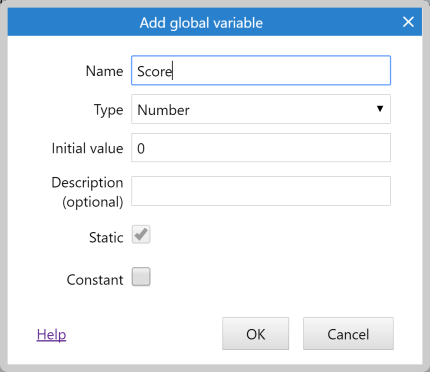 Add global variable
Name Score
Type Number
Initial value 0
Description
(optional)
Static
Constant
Help OK Cancel